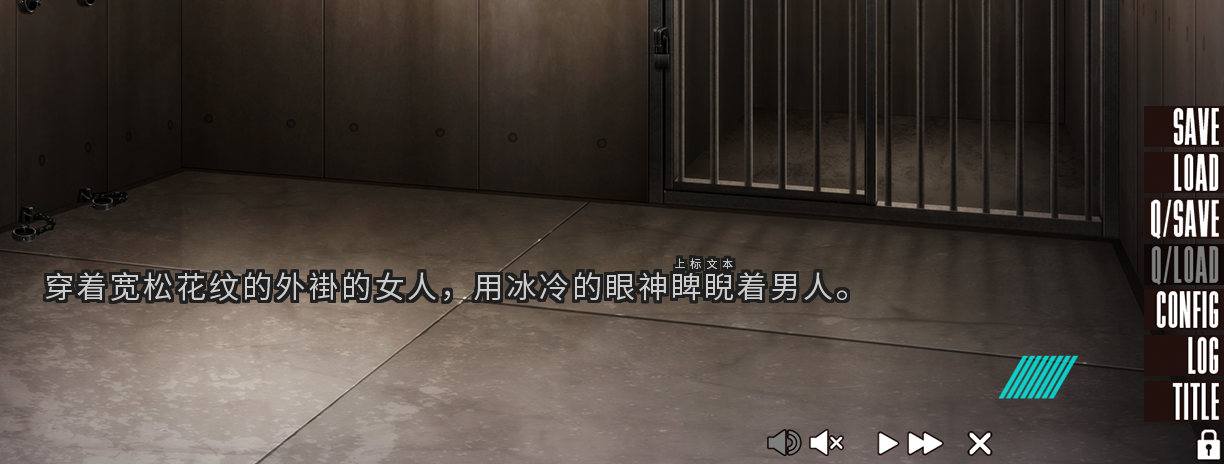 SAVE
LOAD
Q/SAVE
Q/LOAD
上标文本
穿着宽松花纹的外褂的女人，用冰冷的眼神睥睨着男人。
CONFIG
LOG
TITLE